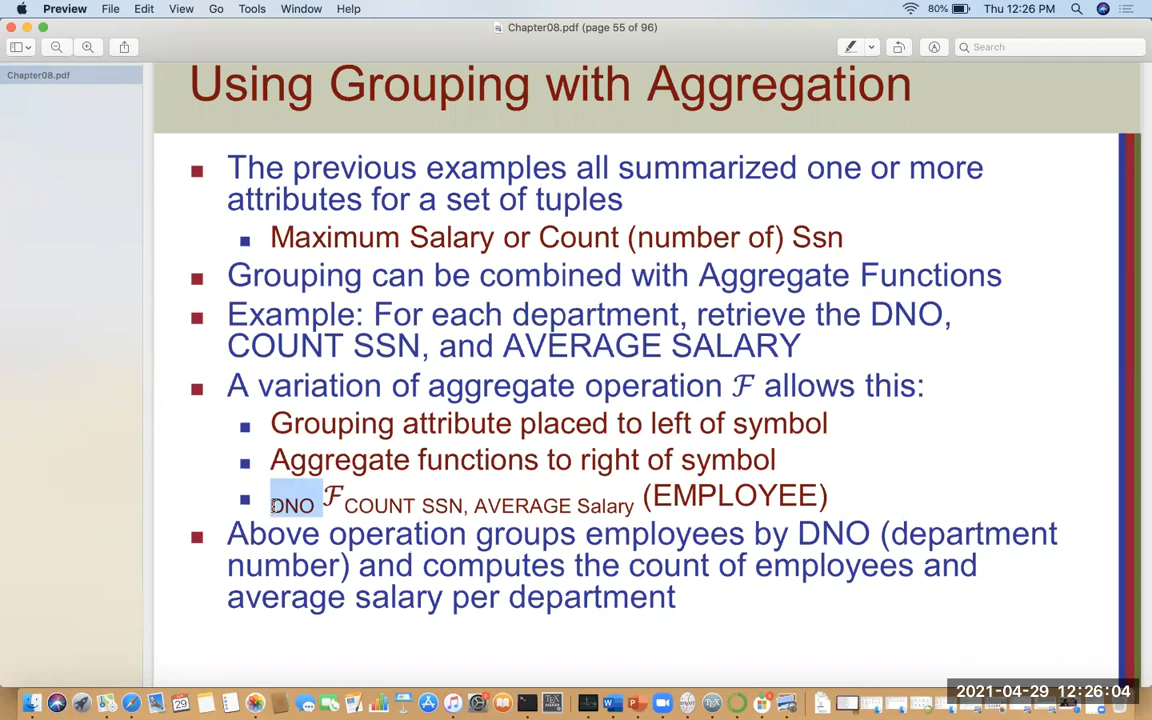 Preview File Edit View Go Tools Window Help 80% Thu 12:26 PM
Chapter08.pdf (page 55 of 96)
Search
Chapter08.pdf
Using Grouping with Aggregation
The previous examples all summarized one or more
attributes for a set of tuples
Maximum Salary or Count (number of) Ssn
Grouping can be combined with Aggregate Functions
Example: For each department, retrieve the DNO,
COUNT SSN, and AVERAGE SALARY
A variation of aggregate operation ℱ allows this:
Grouping attribute placed to left of symbol
Aggregate functions to right of symbol
DNO ℱCOUNT SSN, AVERAGE Salary (EMPLOYEE)
Above operation groups employees by DNO (department
number) and computes the count of employees and
average salary per department
2021-04-29 12:26:04